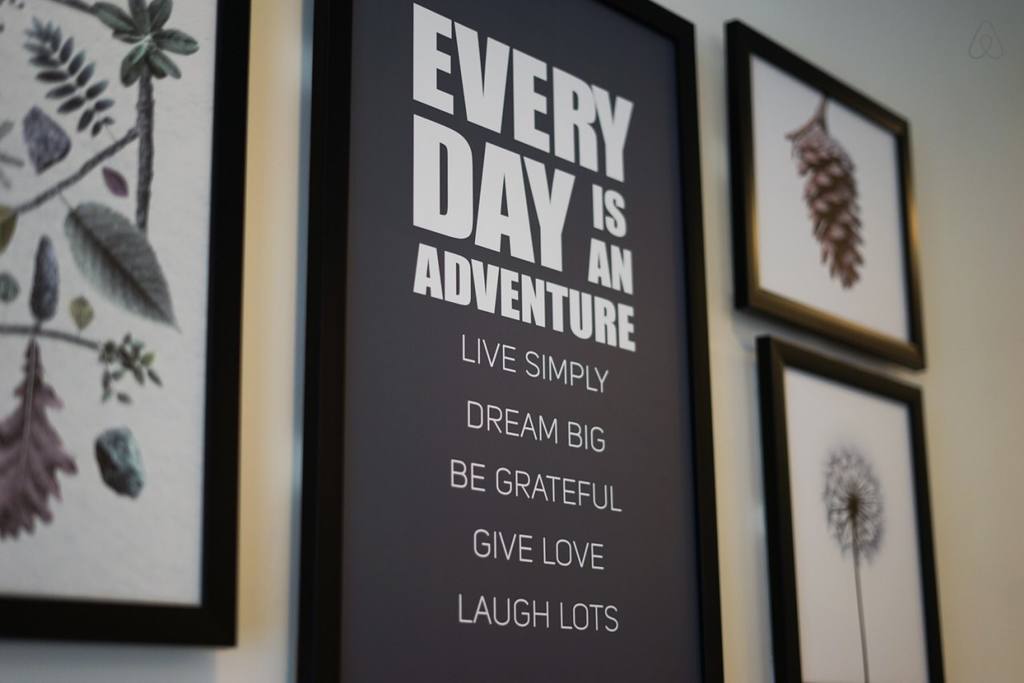 EVERY
DAY IS
AN
ADVENTURE
LIVE SIMPLY
DREAM BIG
BE GRATEFUL
GIVE LOVE
LAUGH LOTS